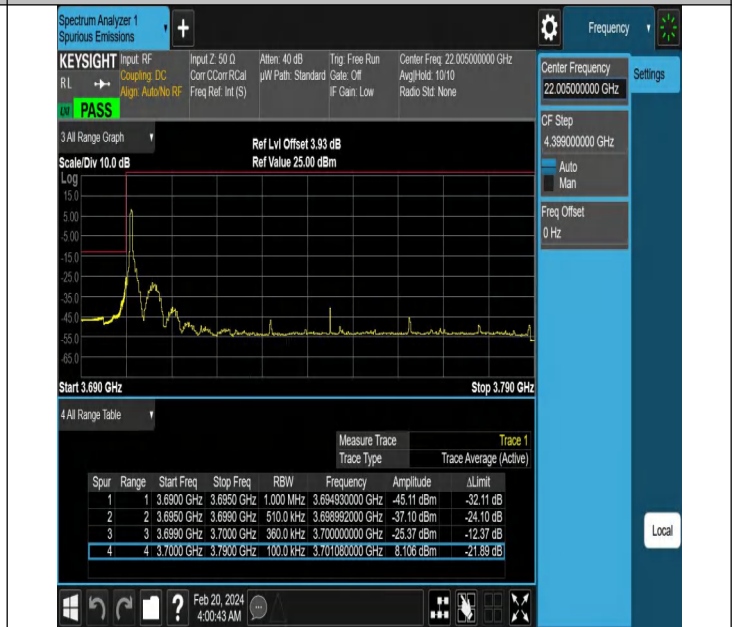 Spectrum Analyzer 1
Spurious Emissions
+
Frequency
KEYSIGHT Input: RF Input Z: 50 Ω Atten: 40 dB Trig: Free Run Center Freq: 22.005000000 GHz
RL Coupling: DC Corr CCorr RCal µW Path: Standard Gate: Off Avg|Hold: 10/10
Align: Auto/No RF Freq Ref: Int (S) IF Gain: Low Radio Std: None
PASS
Center Frequency
22.005000000 GHz
Settings
CF Step
4.399000000 GHz
Auto
Man
Freq Offset
0 Hz
3 All Range Graph
Ref Lvl Offset 3.93 dB
Scale/Div 10.0 dB Ref Value 25.00 dBm
Log
15.0
5.00
-5.00
-15.0
-25.0
-35.0
-45.0
-55.0
-65.0
Start 3.690 GHz Stop 3.790 GHz
4 All Range Table
Measure Trace Trace 1
Trace Type Trace Average (Active)
Spur Range Start Freq Stop Freq RBW Frequency Amplitude ΔLimit
1 1 3.6900 GHz 3.6950 GHz 1.000 MHz 3.694930000 GHz -45.11 dBm -32.11 dB
2 2 3.6950 GHz 3.6990 GHz 510.0 kHz 3.698992000 GHz -37.10 dBm -24.10 dB
3 3 3.6990 GHz 3.7000 GHz 360.0 kHz 3.700000000 GHz -25.37 dBm -12.37 dB
4 4 3.7000 GHz 3.7900 GHz 100.0 kHz 3.701080000 GHz 8.106 dBm -21.89 dB
Local
? Feb 20, 2024
4:00:43 AM